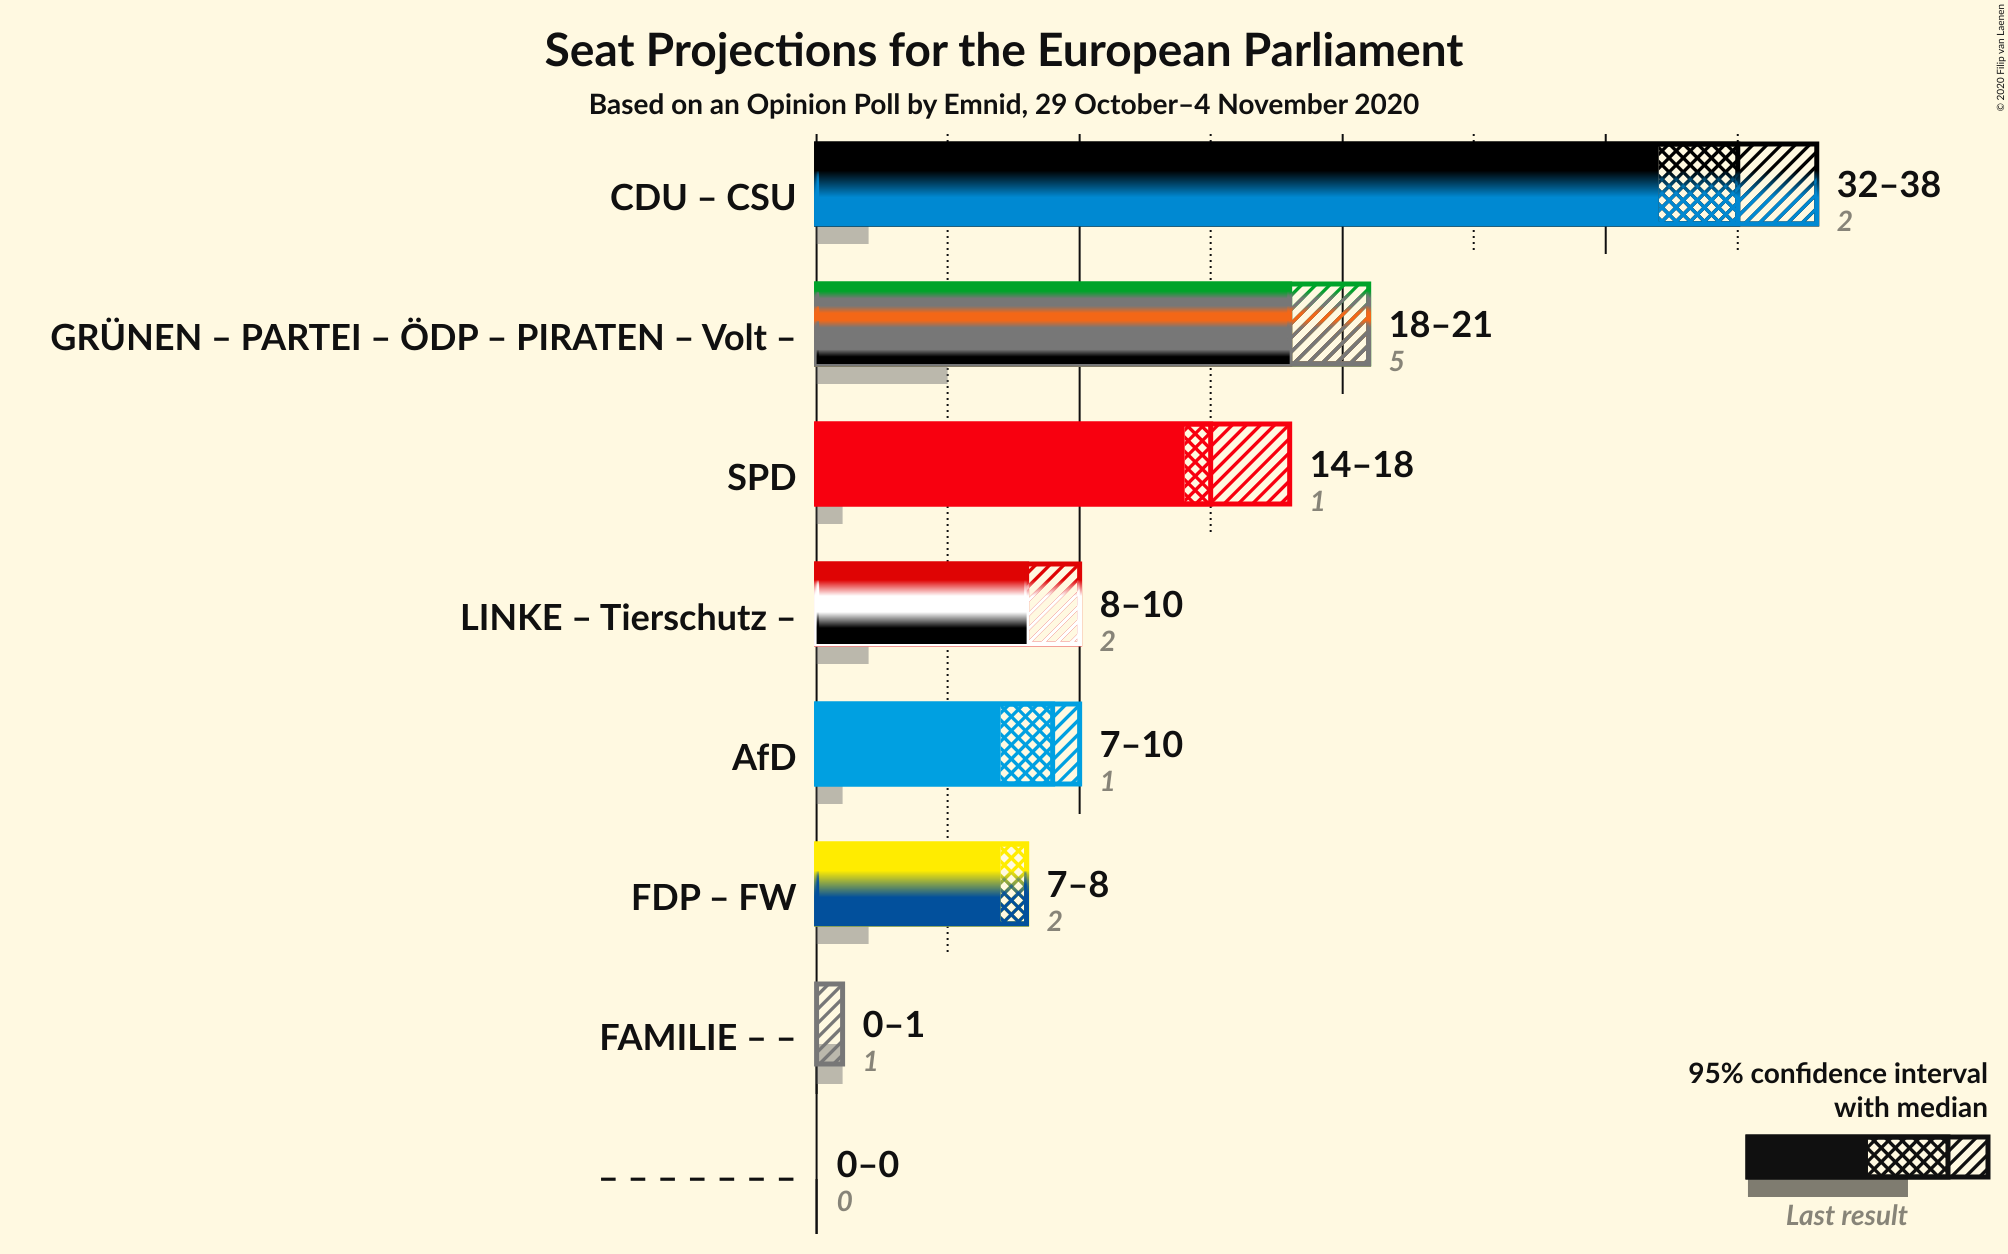 Seat Projections for the European Parliament
Based on an Opinion Poll by Emnid, 29 October–4 November 2020
© 2020 Filip van Laenen
CDU – CSU
32–38
2
GRÜNEN – PARTEI – ÖDP – PIRATEN – Volt –
18–21
5
SPD
14–18
1
LINKE – Tierschutz –
8–10
2
AfD
7–10
1
FDP – FW
7–8
2
FAMILIE – –
0–1
1
– – – – – – –
0–0
0
95% confidence interval
with median
Last result